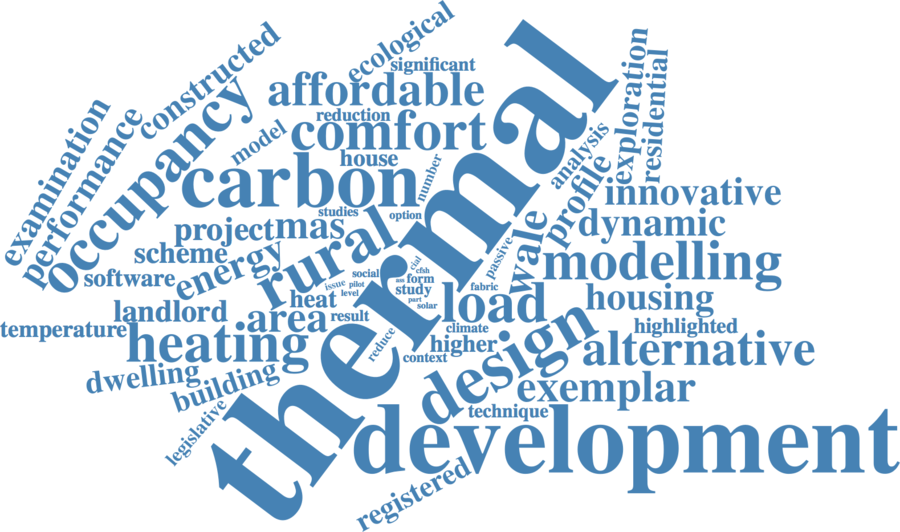 ecological
significant
constructed
affordable
reduction
comfort
model
house
occupancy
examination
performance
carbon
number
thermal
analysis
exploration
residential
profile
innovative
dynamic
wale
modelling
passive
studies
option
project
mas
rural
scheme
energy
software
social
cial
cfsh
form
issue
pilot
ass
study
level
part
solar
fabric
load
housing
landlord
heat
area
result
temperature
heating
reduce
climate
higher
context
highlighted
design
alternative
dwelling
building
exemplar
technique
legislative
development
registered